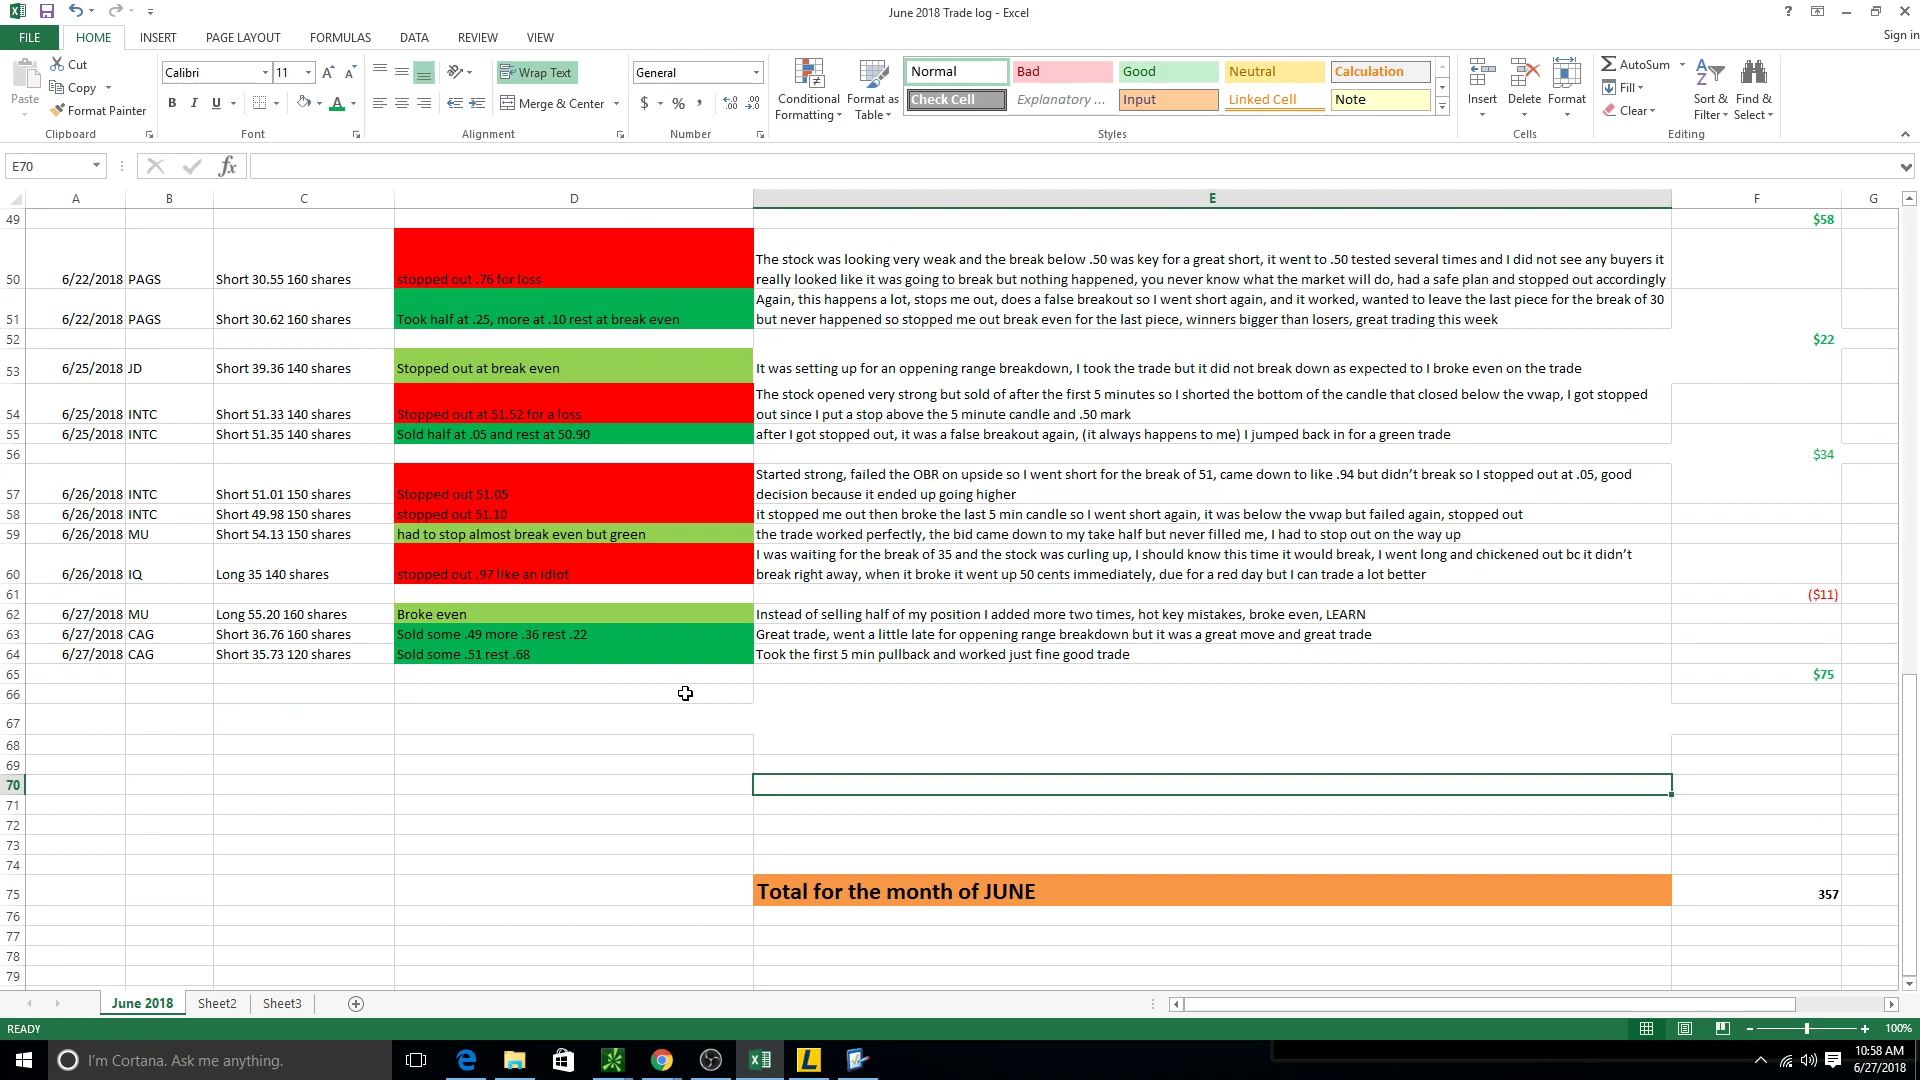 June 2018 Trade log - Excel
? 
FILE HOME INSERT PAGE LAYOUT FORMULAS DATA REVIEW VIEW Sign in
Paste
Cut
Copy
Format Painter
Clipboard
Calibri 11
A A
B I U A
Font
Wrap Text
Merge & Center
Alignment
General
$ % ,
Number
Conditional Formatting
Format as Table
Normal Bad Good Neutral Calculation
Check Cell Explanatory ... Input Linked Cell Note
Styles
Insert Delete Format
Cells
AutoSum
Fill
Clear
Sort & Filter
Find & Select
Editing
E70 fx
A B C D E F G
49 $58
50 6/22/2018 PAGS Short 30.55 160 shares stopped out .76 for loss
The stock was looking very weak and the break below .50 was key for a great short, it went to .50 tested several times and I did not see any buyers it
really looked like it was going to break but nothing happened, you never know what the market will do, had a safe plan and stopped out accordingly
51 6/22/2018 PAGS Short 30.62 160 shares Took half at .25, more at .10 rest at break even
Again, this happens a lot, stops me out, does a false breakout so I went short again, and it worked, wanted to leave the last piece for the break of 30
but never happened so stopped me out break even for the last piece, winners bigger than losers, great trading this week
52 $22
53 6/25/2018 JD Short 39.36 140 shares Stopped out at break even It was setting up for an oppening range breakdown, I took the trade but it did not break down as expected to I broke even on the trade
54 6/25/2018 INTC Short 51.33 140 shares Stopped out at 51.52 for a loss
The stock opened very strong but sold of after the first 5 minutes so I shorted the bottom of the candle that closed below the vwap, I got stopped
out since I put a stop above the 5 minute candle and .50 mark
55 6/25/2018 INTC Short 51.35 140 shares Sold half at .05 and rest at 50.90 after I got stopped out, it was a false breakout again, (it always happens to me) I jumped back in for a green trade
56 $34
57 6/26/2018 INTC Short 51.01 150 shares Stopped out 51.05
Started strong, failed the OBR on upside so I went short for the break of 51, came down to like .94 but didn't break so I stopped out at .05, good
decision because it ended up going higher
58 6/26/2018 INTC Short 49.98 150 shares stopped out 51.10 it stopped me out then broke the last 5 min candle so I went short again, it was below the vwap but failed again, stopped out
59 6/26/2018 MU Short 54.13 150 shares had to stop almost break even but green the trade worked perfectly, the bid came down to my take half but never filled me, I had to stop out on the way up
60 6/26/2018 IQ Long 35 140 shares stopped out .97 like an idiot
I was waiting for the break of 35 and the stock was curling up, I should know this time it would break, I went long and chickened out bc it didn't
break right away, when it broke it went up 50 cents immediately, due for a red day but I can trade a lot better
61 ($11)
62 6/27/2018 MU Long 55.20 160 shares Broke even Instead of selling half of my position I added more two times, hot key mistakes, broke even, LEARN
63 6/27/2018 CAG Short 36.76 160 shares Sold some .49 more .36 rest .22 Great trade, went a little late for oppening range breakdown but it was a great move and great trade
64 6/27/2018 CAG Short 35.73 120 shares Sold some .51 rest .68 Took the first 5 min pullback and worked just fine good trade
65 $75
66
67
68
69
70
71
72
73
74
75 Total for the month of JUNE 357
76
77
78
79
June 2018 Sheet2 Sheet3
READY 100%
I'm Cortana. Ask me anything. 10:58 AM
6/27/2018